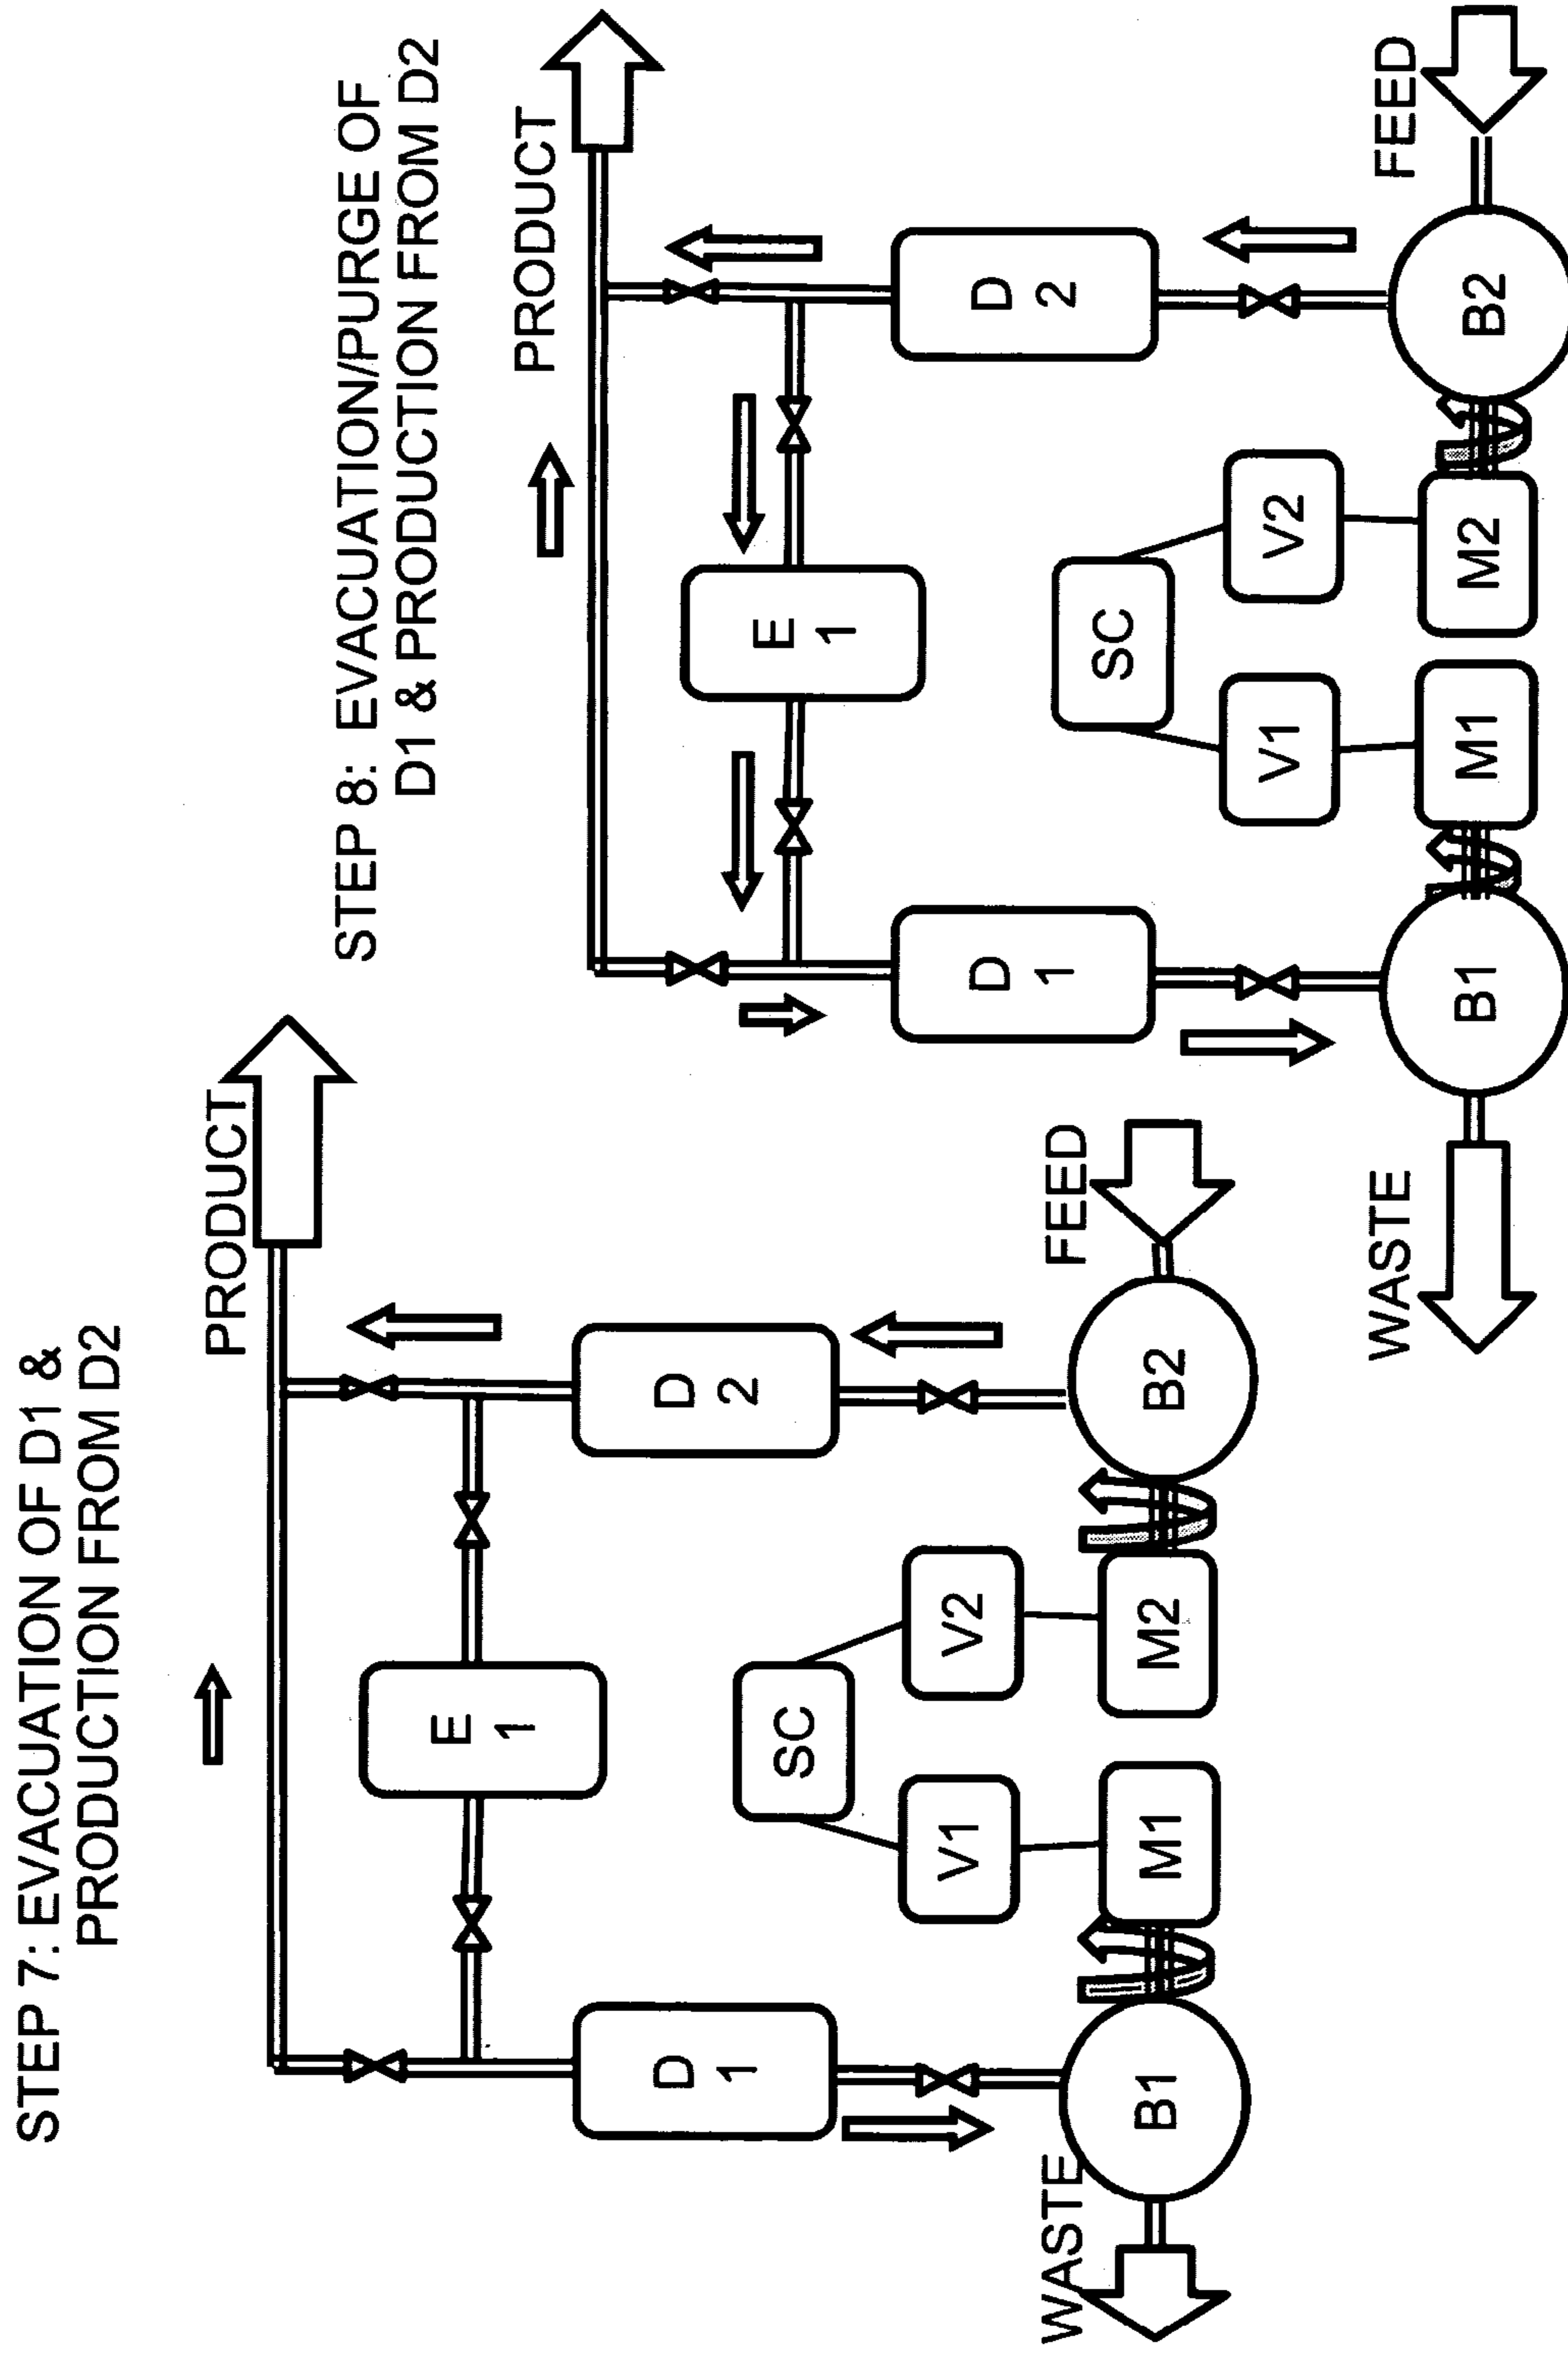 STEP 7: EVACUATION OF D1 &
PRODUCTION FROM D2
PRODUCT
E
1
D
1
D
2
SC
V1
V2
M1
M2
B1
B2
WASTE
FEED
STEP 8: EVACUATION/PURGE OF
D1 & PRODUCTION FROM D2
PRODUCT
E
1
D
1
D
2
SC
V1
V2
M1
M2
B1
B2
WASTE
FEED